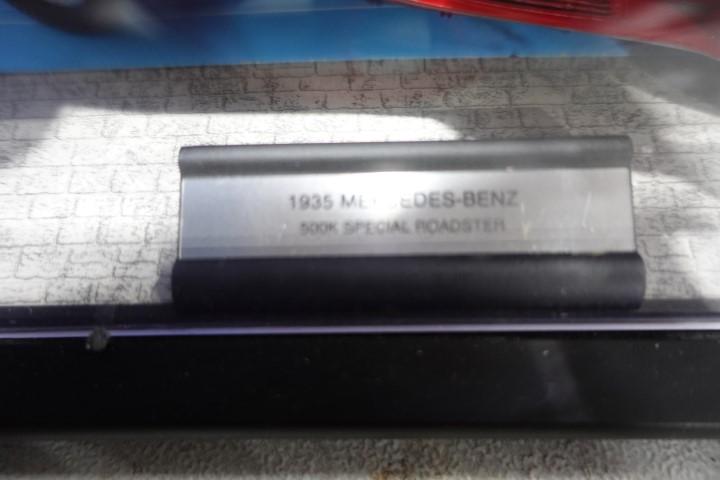 1935 MERCEDES-BENZ
500K SPECIAL ROADSTER